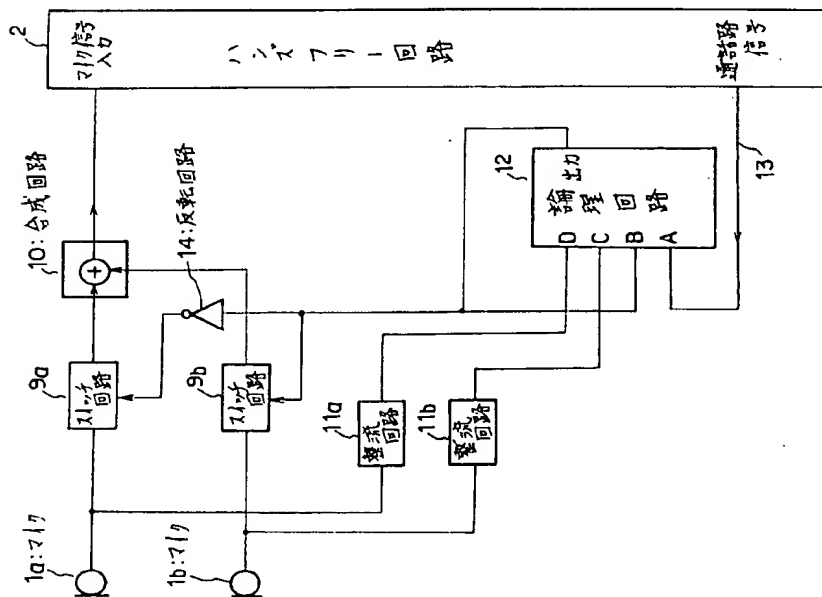 2
マイク信号
入力
ハンズフリー回路
通話路
信号
10:合成回路
+
14:反転回路
12
出力
論理回路
D
C
B
A
13
9a
スイッチ
回路
9b
スイッチ
回路
11a
整流
回路
11b
整流
回路
1a:マイク
1b:マイク